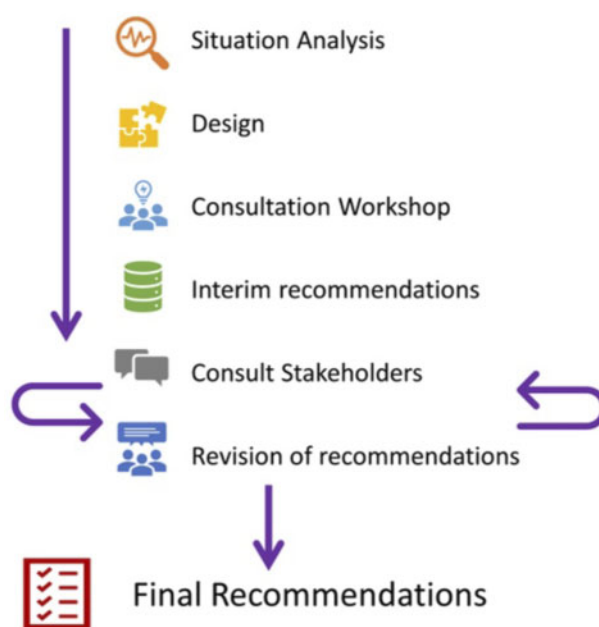 Situation Analysis
Design
Consultation Workshop
Interim recommendations
Consult Stakeholders
Revision of recommendations
Final Recommendations